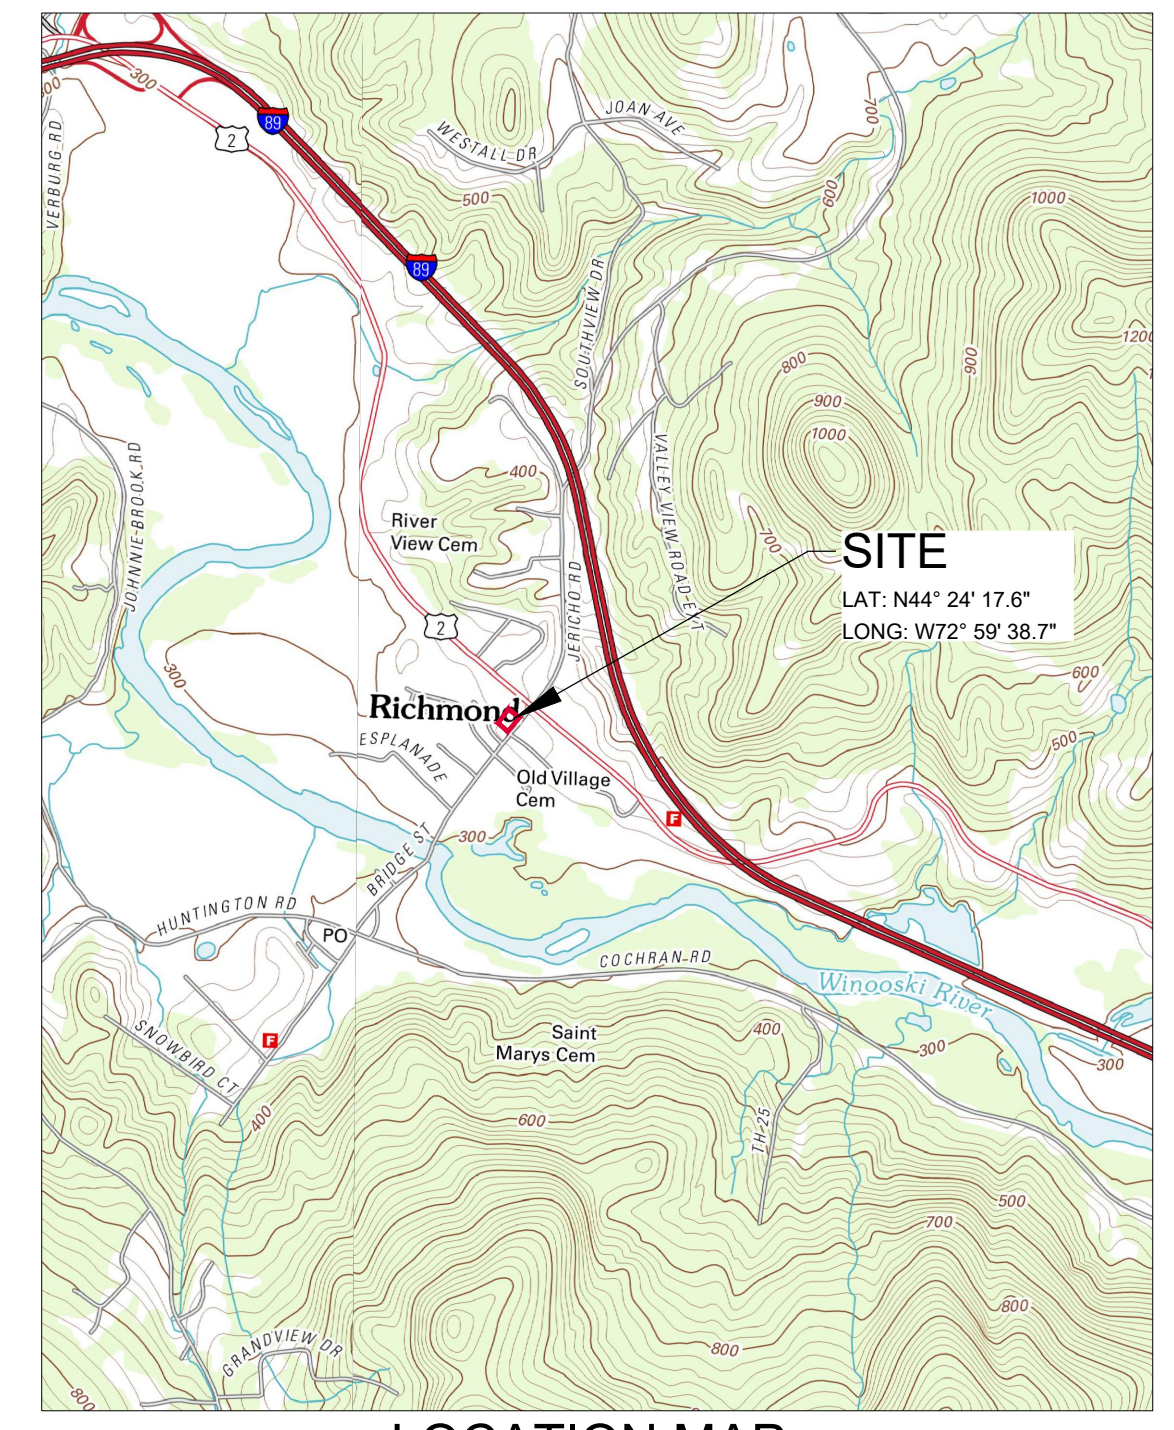 JOAN AVE
300
89
2
00
WESTALL DR
700
VERBURG RD
500
600
1000
89
SOUTHVIEW DR
1200
900
800
900
1000
JOHNNIE-BROOK RD
400
VALLEY VIEW ROAD EXT
River
View Cem
700
SITE
LAT: N44° 24' 17.6"
LONG: W72° 59' 38.7"
JERICHO RD
2
300
600
Richmond
500
ESPLANADE
Old Village
Cem
F
300
BRIDGE ST
HUNTINGTON RD
PO
COCHRAN RD
Winooski River
SNOWBIRD CT
F
Saint
Marys Cem
400
300
300
400
600
TH 25
500
700
800
GRANDVIEW DR
800
800
LOCATION MAP